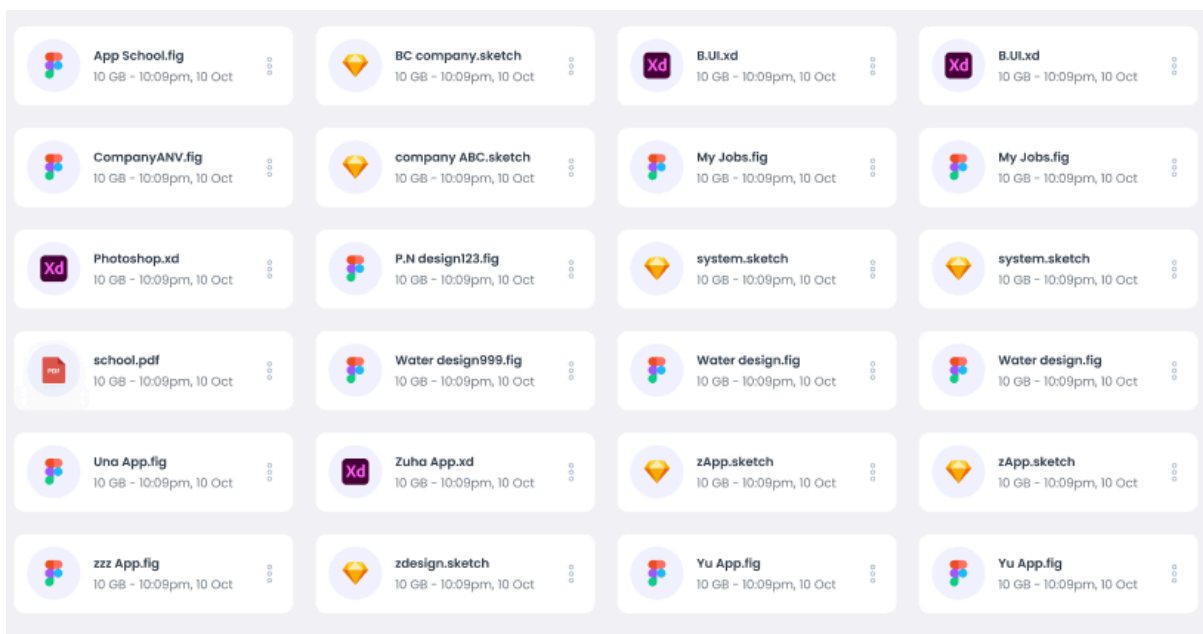 App School.fig
10 GB - 10:09pm, 10 Oct
BC company.sketch
10 GB - 10:09pm, 10 Oct
Xd
B.UI.xd
10 GB - 10:09pm, 10 Oct
Xd
B.UI.xd
10 GB - 10:09pm, 10 Oct
CompanyANV.fig
10 GB - 10:09pm, 10 Oct
company ABC.sketch
10 GB - 10:09pm, 10 Oct
My Jobs.fig
10 GB - 10:09pm, 10 Oct
My Jobs.fig
10 GB - 10:09pm, 10 Oct
Xd
Photoshop.xd
10 GB - 10:09pm, 10 Oct
P.N design123.fig
10 GB - 10:09pm, 10 Oct
system.sketch
10 GB - 10:09pm, 10 Oct
system.sketch
10 GB - 10:09pm, 10 Oct
PDF
school.pdf
10 GB - 10:09pm, 10 Oct
Water design999.fig
10 GB - 10:09pm, 10 Oct
Water design.fig
10 GB - 10:09pm, 10 Oct
Water design.fig
10 GB - 10:09pm, 10 Oct
Una App.fig
10 GB - 10:09pm, 10 Oct
Xd
Zuha App.xd
10 GB - 10:09pm, 10 Oct
zApp.sketch
10 GB - 10:09pm, 10 Oct
zApp.sketch
10 GB - 10:09pm, 10 Oct
zzz App.fig
10 GB - 10:09pm, 10 Oct
zdesign.sketch
10 GB - 10:09pm, 10 Oct
Yu App.fig
10 GB - 10:09pm, 10 Oct
Yu App.fig
10 GB - 10:09pm, 10 Oct